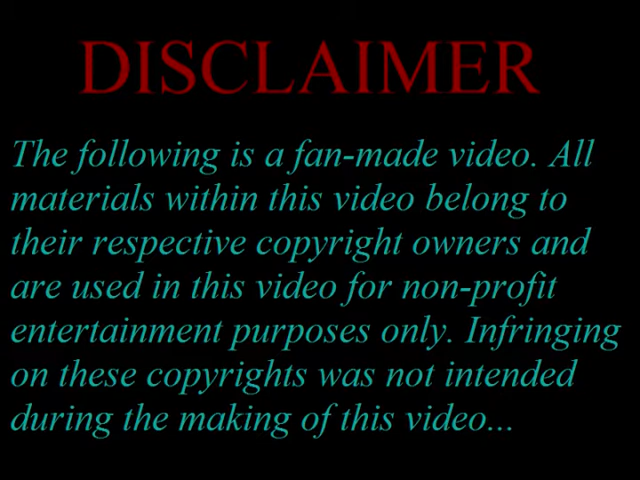 DISCLAIMER
The following is a fan-made video. All
materials within this video belong to
their respective copyright owners and
are used in this video for non-profit
entertainment purposes only. Infringing
on these copyrights was not intended
during the making of this video...